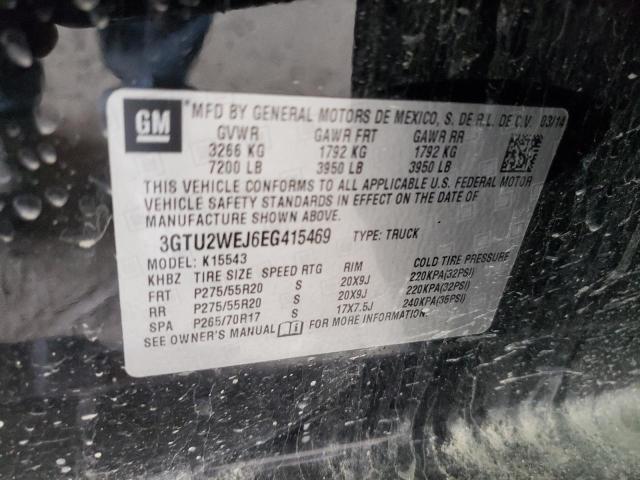 GM
MFD BY GENERAL MOTORS DE MEXICO, S. DE R.L. DE C.V. 03/14
GVWR GAWR FRT GAWR RR
3266 KG 1792 KG 1792 KG
7200 LB 3950 LB 3950 LB
THIS VEHICLE CONFORMS TO ALL APPLICABLE U.S. FEDERAL MOTOR
VEHICLE SAFETY STANDARDS IN EFFECT ON THE DATE OF
MANUFACTURE SHOWN ABOVE.
3GTU2WEJ6EG415469 TYPE: TRUCK
MODEL: K15543
KHBZ TIRE SIZE SPEED RTG RIM COLD TIRE PRESSURE
FRT P275/55R20 S 20X9J 220KPA(32PSI)
RR P275/55R20 S 20X9J 220KPA(32PSI)
SPA P265/70R17 S 17X7.5J 240KPA(35PSI)
SEE OWNER'S MANUAL FOR MORE INFORMATION.